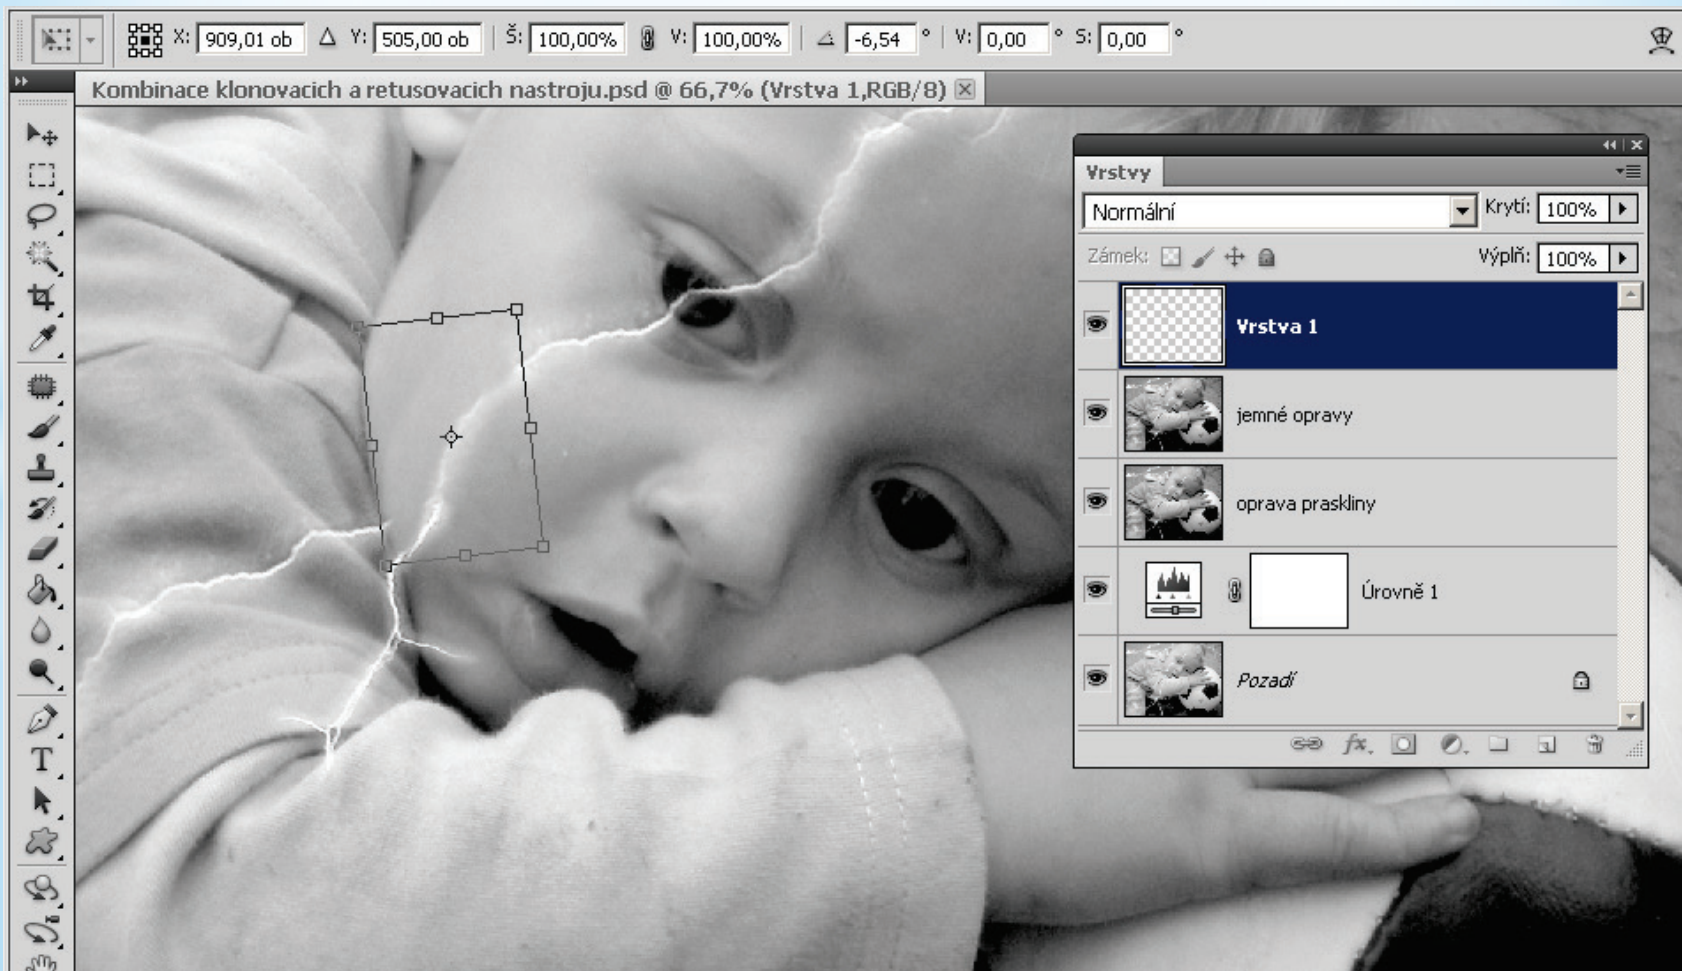 X: 909,01 ob Y: 505,00 ob Š: 100,00% V: 100,00% -6,54 ° V: 0,00 ° S: 0,00 °
Kombinace klonovacich a retusovacich nastroju.psd @ 66,7% (Vrstva 1,RGB/8)
Vrstvy
Normální Krytí: 100%
Zámek: Výplň: 100%
Vrstva 1
jemné opravy
oprava praskliny
Úrovně 1
Pozadí
fx.
T